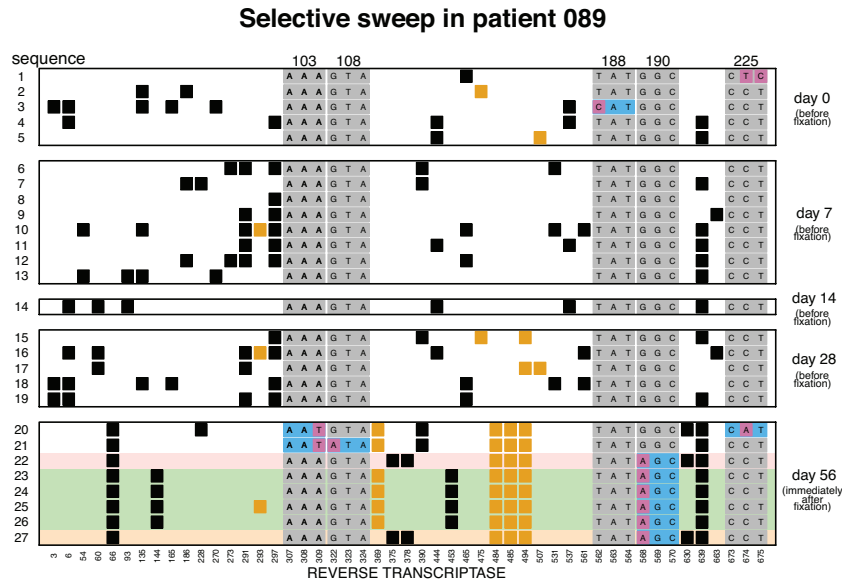 Selective sweep in patient 089
sequence 103 108 188 190 225
1 A A A G T A T A T G G C C T C
2 A A A G T A T A T G G C C C T
3 A A A G T A C A T G G C C C T
4 A A A G T A T A T G G C C C T
5 A A A G T A T A T G G C C C T
day 0
(before
fixation)
6 A A A G T A T A T G G C C C T
7 A A A G T A T A T G G C C C T
8 A A A G T A T A T G G C C C T
9 A A A G T A T A T G G C C C T
10 A A A G T A T A T G G C C C T
11 A A A G T A T A T G G C C C T
12 A A A G T A T A T G G C C C T
13 A A A G T A T A T G G C C C T
day 7
(before
fixation)
14 A A A G T A T A T G G C C C T
day 14
(before
fixation)
15 A A A G T A T A T G G C C C T
16 A A A G T A T A T G G C C C T
17 A A A G T A T A T G G C C C T
18 A A A G T A T A T G G C C C T
19 A A A G T A T A T G G C C C T
day 28
(before
fixation)
20 A A T G T A T A T G G C C A T
21 A A T A T A T A T G G C C C T
22 A A A G T A T A T A G C C C T
23 A A A G T A T A T A G C C C T
24 A A A G T A T A T A G C C C T
25 A A A G T A T A T A G C C C T
26 A A A G T A T A T A G C C C T
27 A A A G T A T A T A G C C C T
day 56
(immediately
after
fixation)
3 6 54 60 66 93 135 144 165 186 228 270 273 291 293 297 307 308 309 322 323 324 369 375 378 390 444 453 465 475 484 485 494 507 531 537 561 562 563 564 568 569 570 630 639 663 673 674 675
REVERSE TRANSCRIPTASE